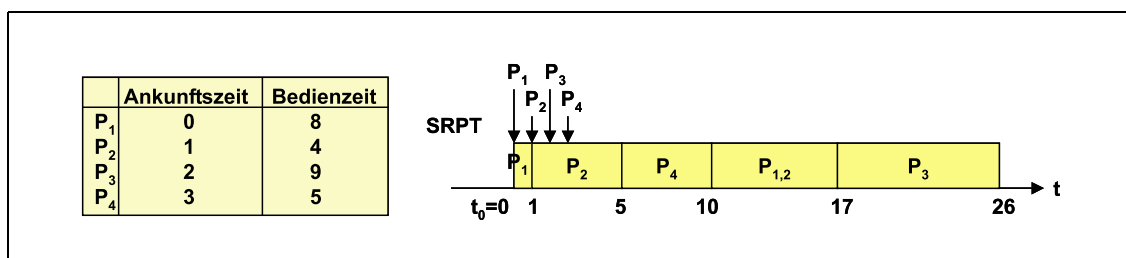 Ankunftszeit Bedienzeit
P1 0 8
P2 1 4
P3 2 9
P4 3 5
P1 P3
P2 P4
SRPT
P1 P2 P4 P1,2 P3
t
t0=0 1 5 10 17 26